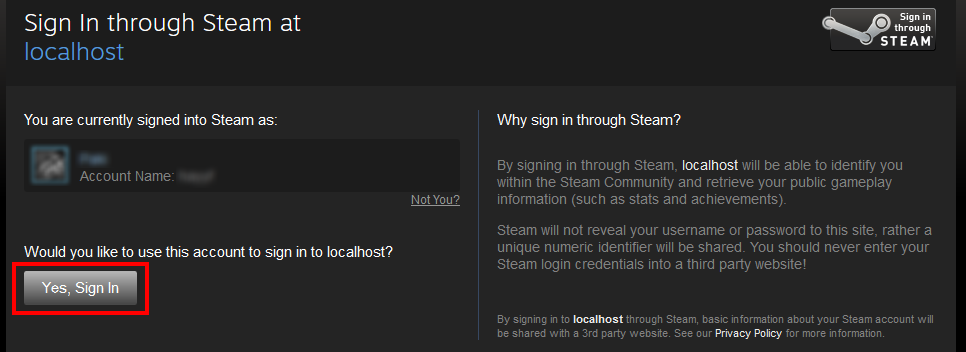 Sign In through Steam at
localhost
Sign in
through
STEAM
You are currently signed into Steam as:
Account Name:
Not You?
Would you like to use this account to sign in to localhost?
Yes, Sign In
Why sign in through Steam?
By signing in through Steam, localhost will be able to identify you
within the Steam Community and retrieve your public gameplay
information (such as stats and achievements).
Steam will not reveal your username or password to this site, rather a
a unique numeric identifier will be shared. You should never enter your
Steam login credentials into a third party website!
By signing in to localhost through Steam, basic information about your Steam account will
be shared with a 3rd party website. See our Privacy Policy for more information.